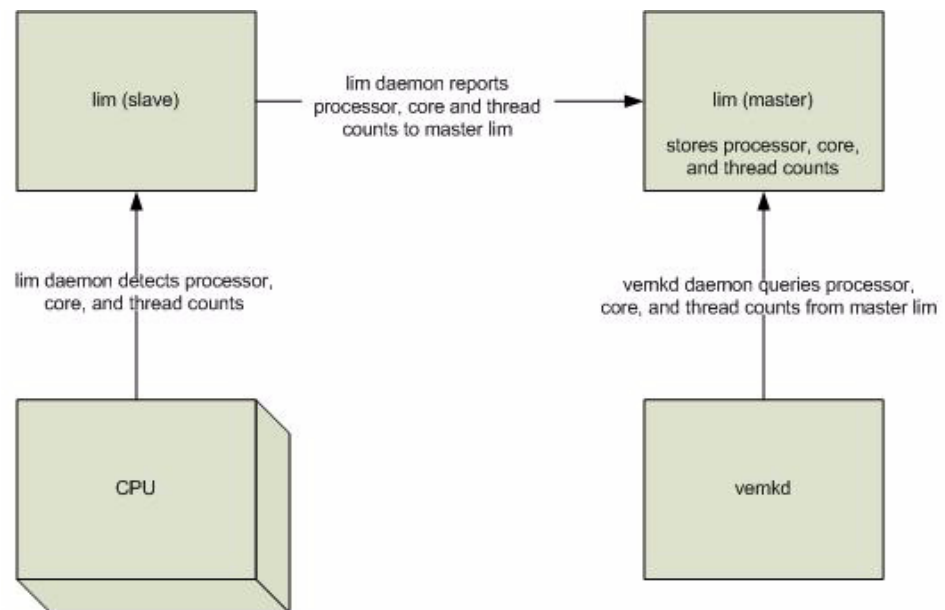 lim (slave)
lim daemon reports
processor, core and thread
counts to master lim
lim (master)
stores processor, core,
and thread counts
lim daemon detects processor,
core, and thread counts
vemkd daemon queries processor,
core, and thread counts from master lim
CPU
vemkd